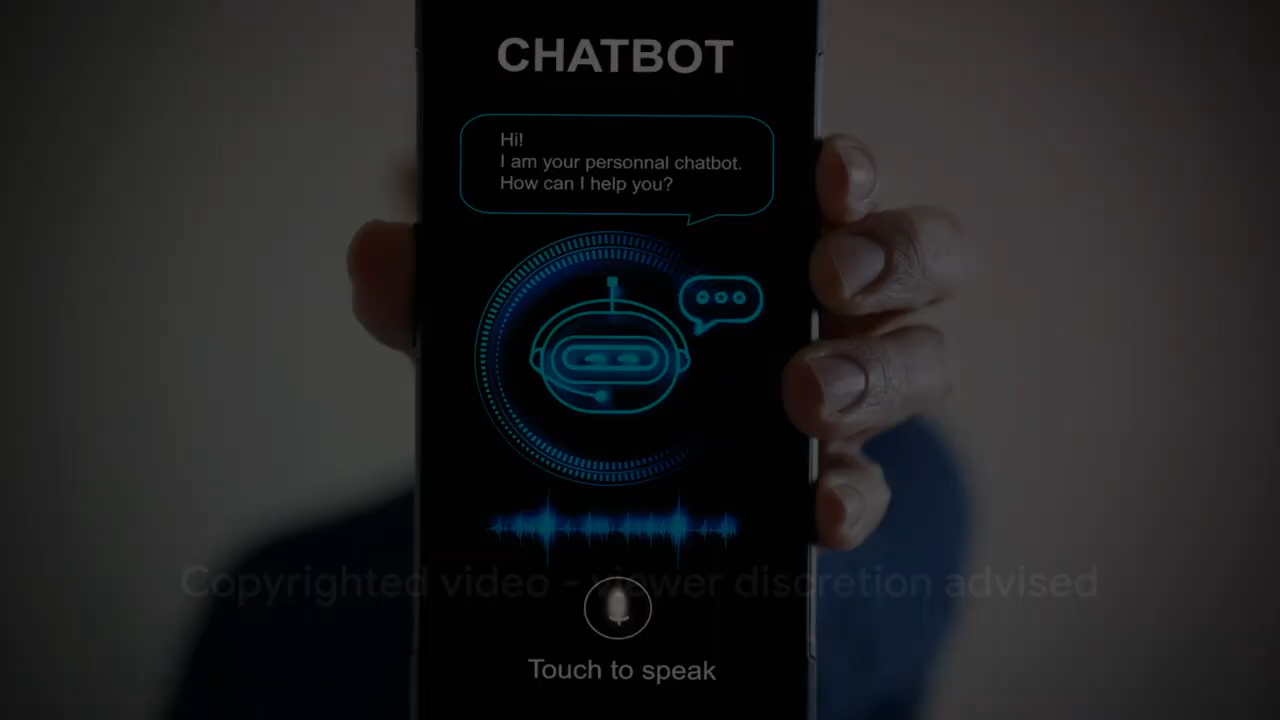 CHATBOT
Hi!
I am your personnal chatbot.
How can I help you?
Copyrighted video - viewer discretion advised
Touch to speak